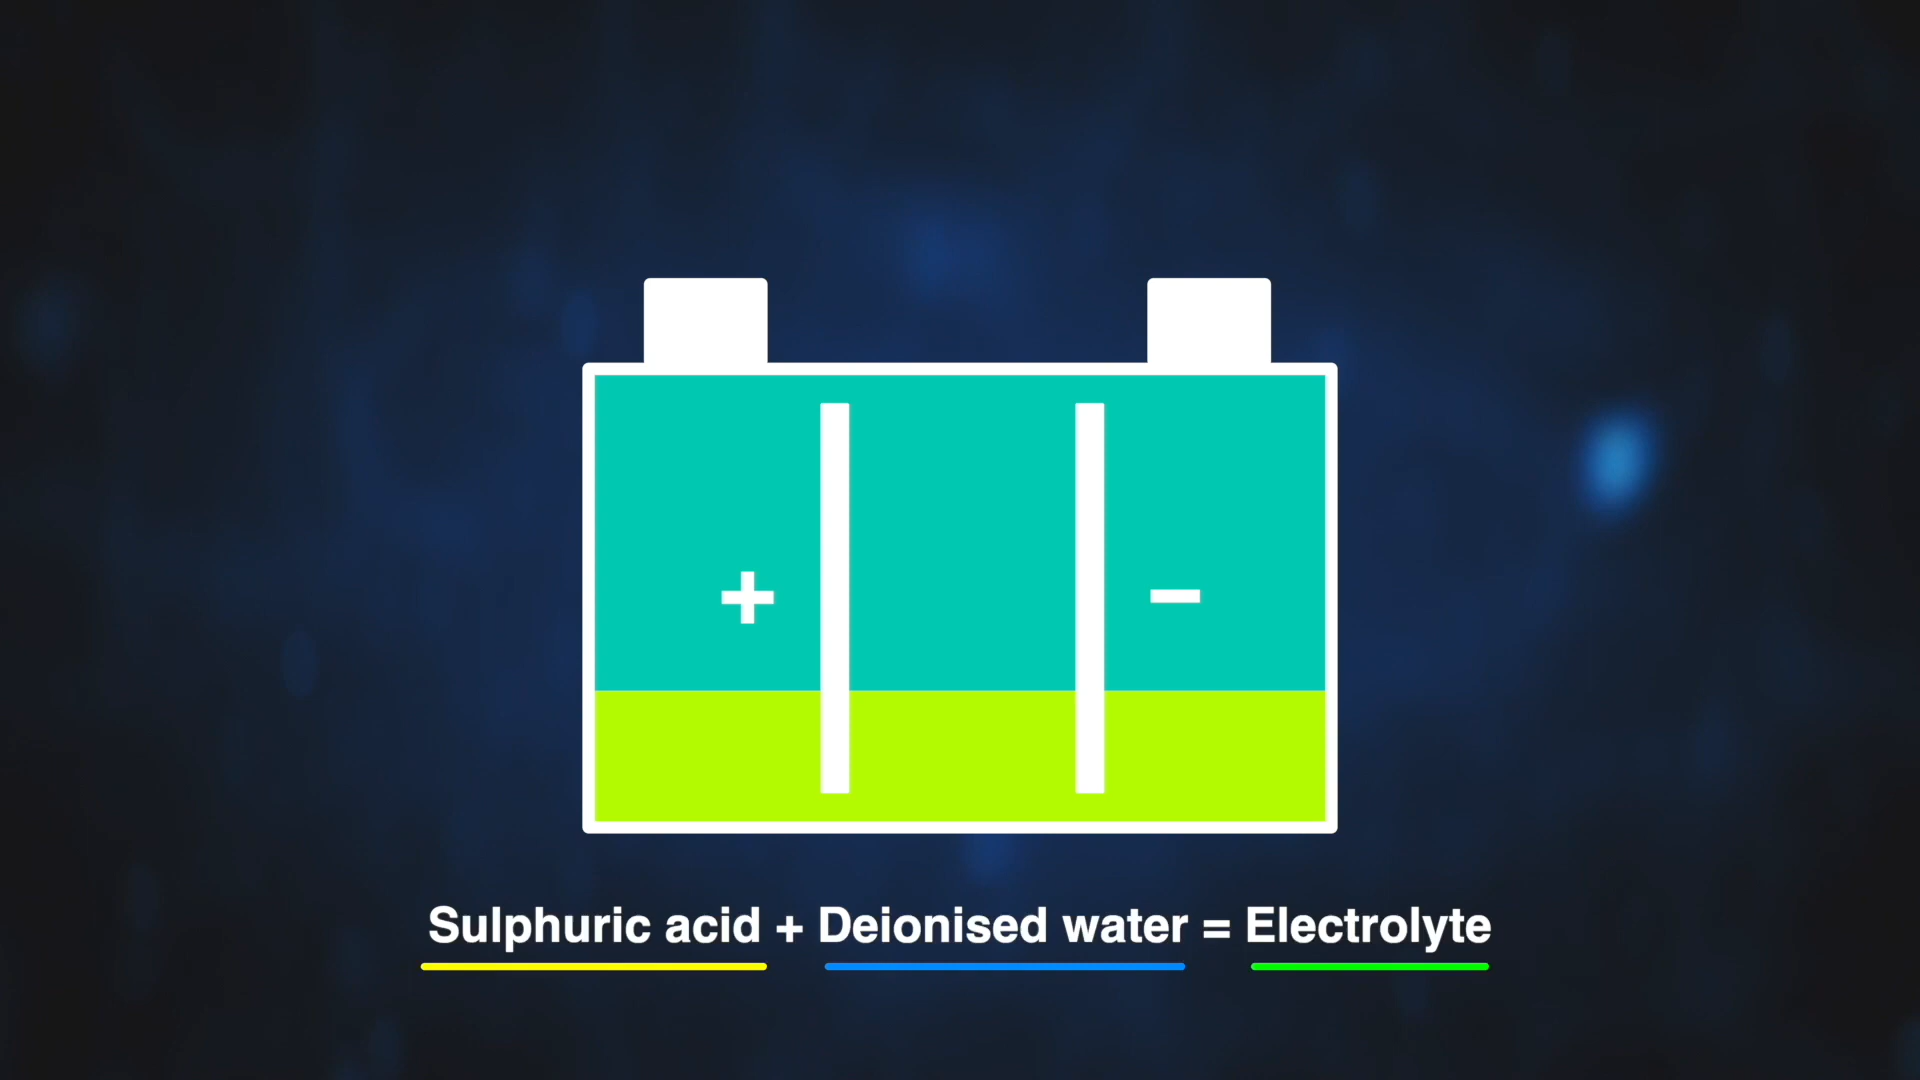 + −
Sulphuric acid + Deionised water = Electrolyte